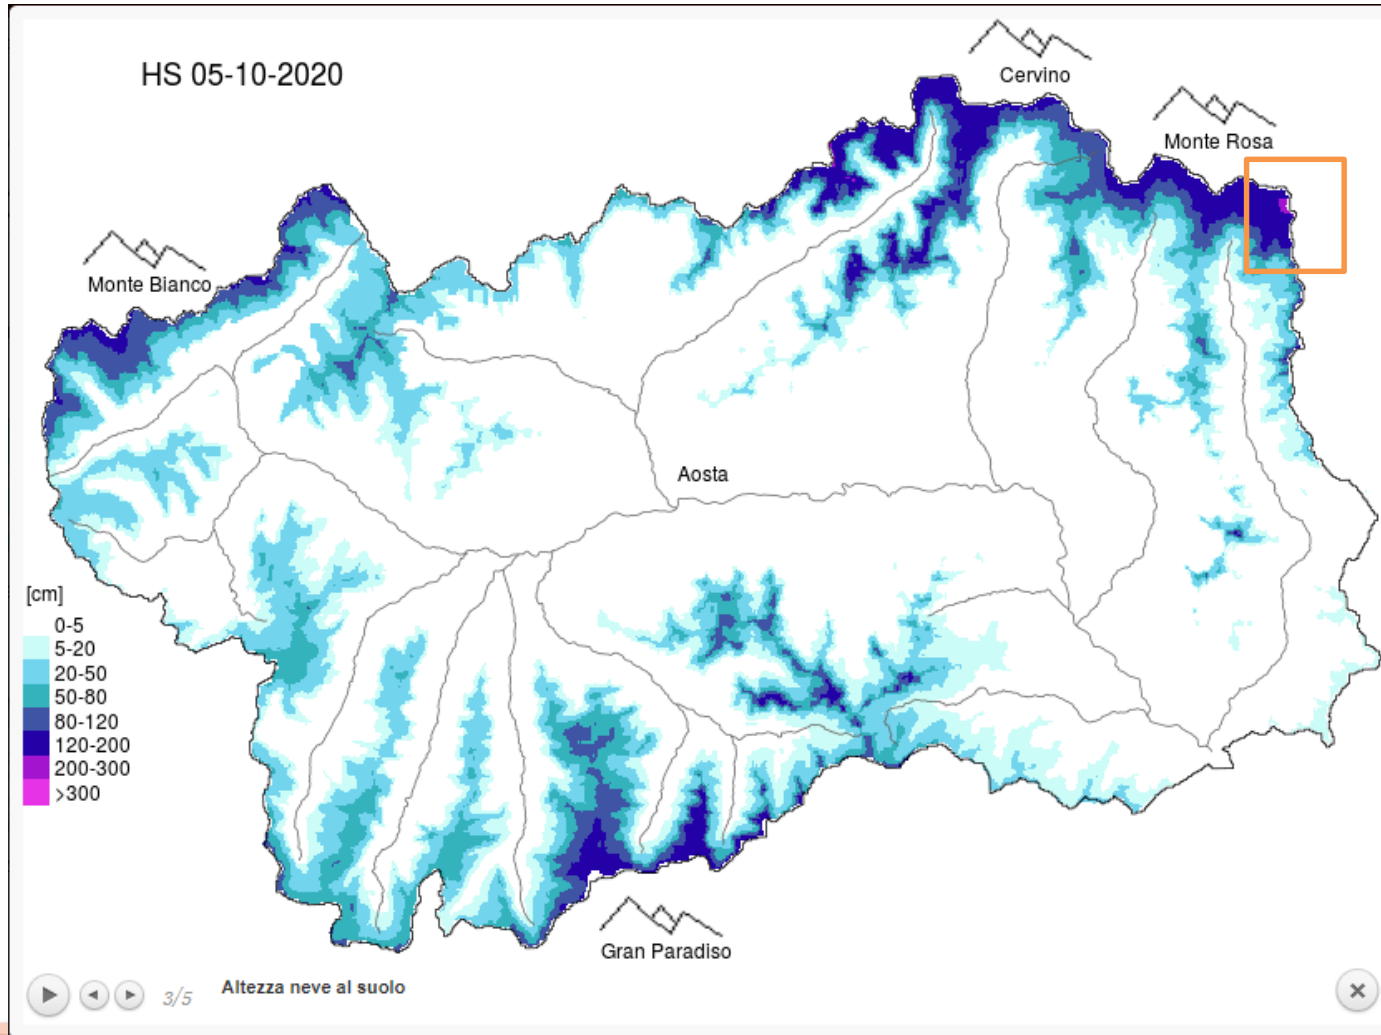 HS 05-10-2020
Cervino
Monte Rosa
Monte Bianco
Aosta
[cm]
0-5
5-20
20-50
50-80
80-120
120-200
200-300
>300
Gran Paradiso
3/5
Altezza neve al suolo